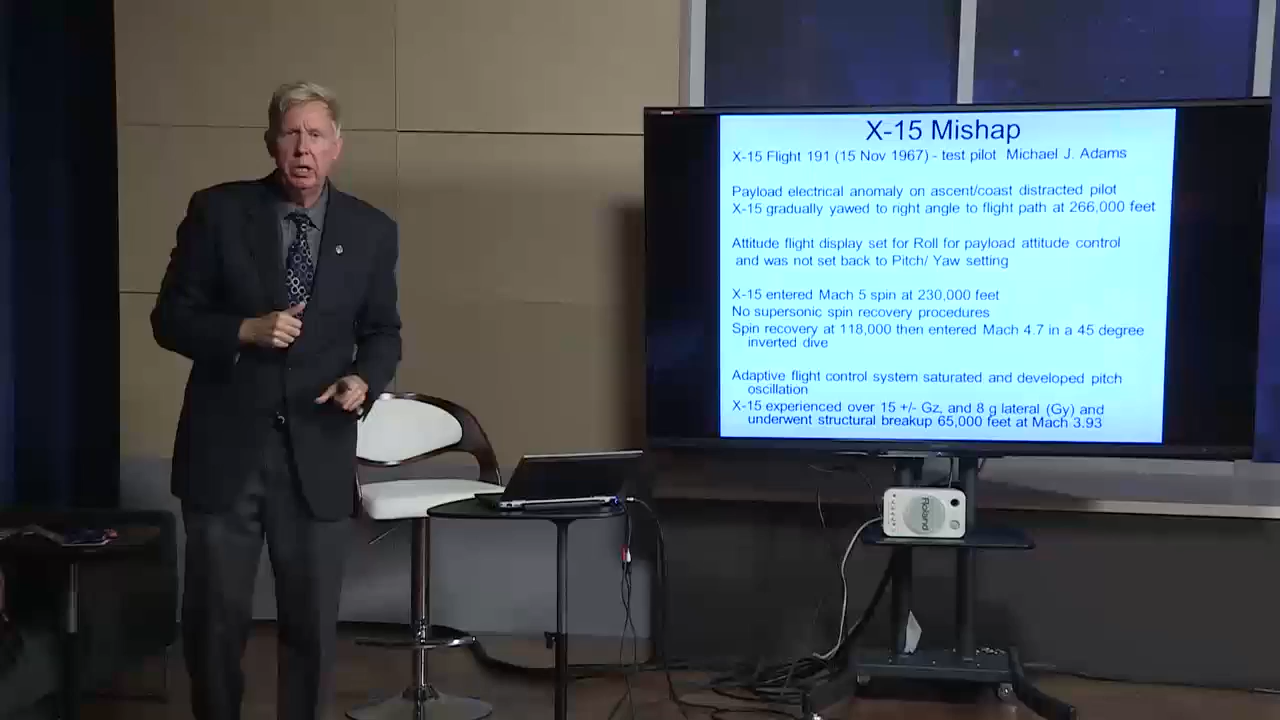 X-15 Mishap
X-15 Flight 191 (15 Nov 1967) - test pilot Michael J. Adams
Payload electrical anomaly on ascent/coast distracted pilot
X-15 gradually yawed to right angle to flight path at 266,000 feet
Attitude flight display set for Roll for payload attitude control
and was not set back to Pitch/ Yaw setting
X-15 entered Mach 5 spin at 230,000 feet
No supersonic spin recovery procedures
Spin recovery at 118,000 then entered Mach 4.7 in a 45 degree
inverted dive
Adaptive flight control system saturated and developed pitch
oscillation
X-15 experienced over 15 +/- Gz, and 8 g lateral (Gy) and
underwent structural breakup 65,000 feet at Mach 3.93
Roland